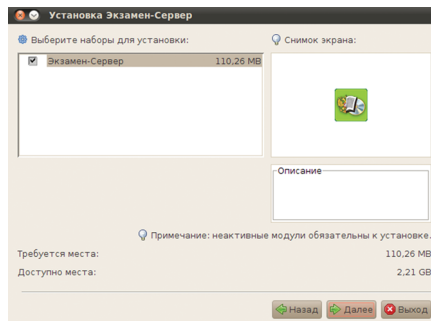 Установка Экзамен-Сервер
Выберите наборы для установки:
Снимок экрана:
Экзамен-Сервер 110,26 MB
Описание
Примечание: неактивные модули обязательны к установке.
Требуется места: 110,26 MB
Доступно места: 2,21 GB
Назад Далее Выход